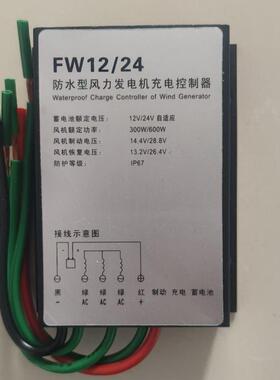 FW12/24
防水型风力发电机充电控制器
Waterproof Charge Controller of Wind Generator
蓄电池额定电压: 12V/24V 自适应
风机额定功率: 300W/600W
风机制动电压: 14.4V/28.8V
风机恢复电压: 13.2V/26.4V
防护等级: IP67
接线示意图
黑 绿 绿 绿 红 制动 充电 蓄电池
− AC AC AC +